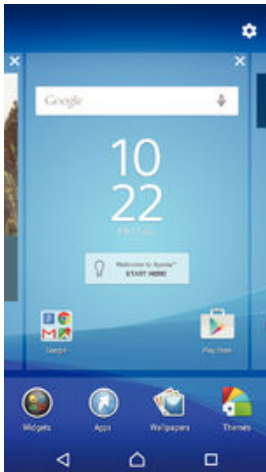 Google
10
22
Welcome to Xperia™
START HERE
Google
Play Store
Widgets
Apps
Wallpapers
Themes